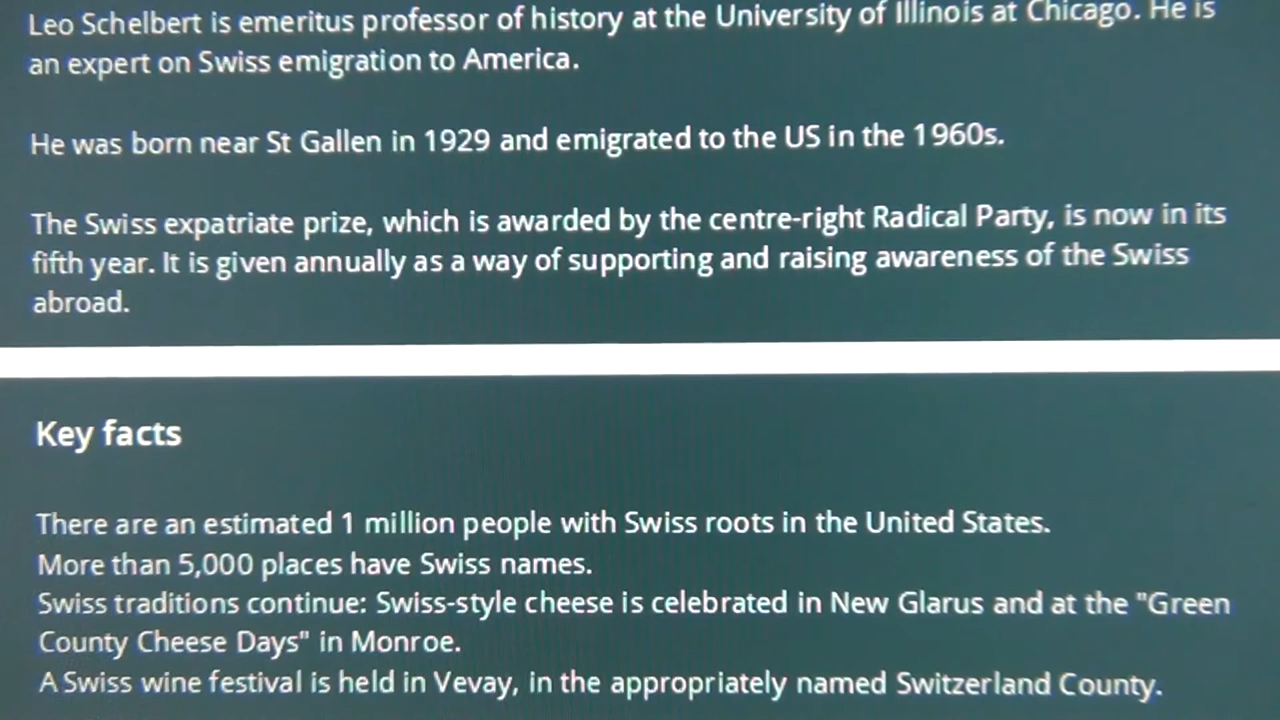 Leo Schelbert is emeritus professor of history at the University of Illinois at Chicago. He is
an expert on Swiss emigration to America.
He was born near St Gallen in 1929 and emigrated to the US in the 1960s.
The Swiss expatriate prize, which is awarded by the centre-right Radical Party, is now in its
fifth year. It is given annually as a way of supporting and raising awareness of the Swiss
abroad.
Key facts
There are an estimated 1 million people with Swiss roots in the United States.
More than 5,000 places have Swiss names.
Swiss traditions continue: Swiss-style cheese is celebrated in New Glarus and at the "Green
County Cheese Days" in Monroe.
A Swiss wine festival is held in Vevay, in the appropriately named Switzerland County.